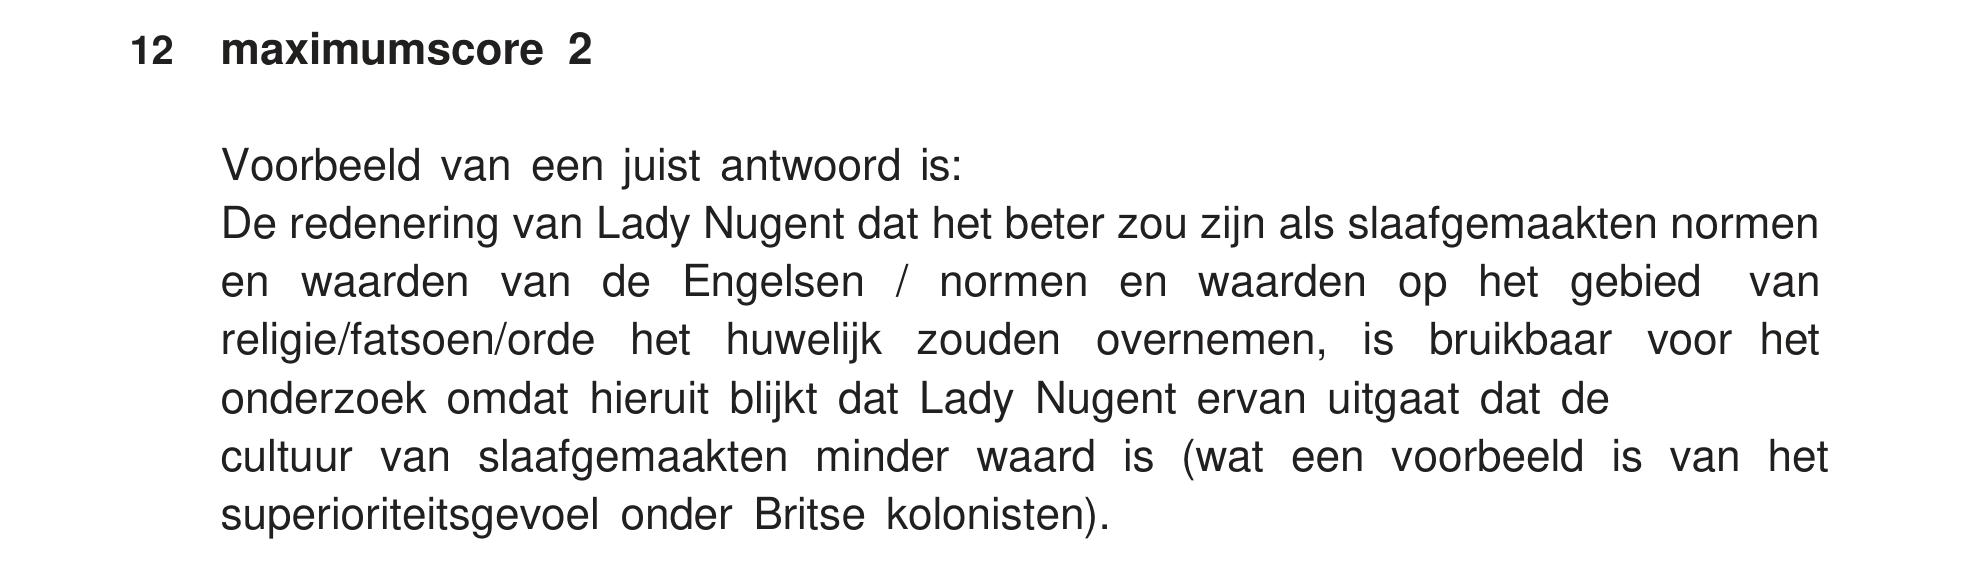 12 maximumscore 2
Voorbeeld van een juist antwoord is:
De redenering van Lady Nugent dat het beter zou zijn als slaafgemaakten normen
en waarden van de Engelsen / normen en waarden op het gebied van
religie/fatsoen/orde het huwelijk zouden overnemen, is bruikbaar voor het
onderzoek omdat hieruit blijkt dat Lady Nugent ervan uitgaat dat de
cultuur van slaafgemaakten minder waard is (wat een voorbeeld is van het
superioriteitsgevoel onder Britse kolonisten).